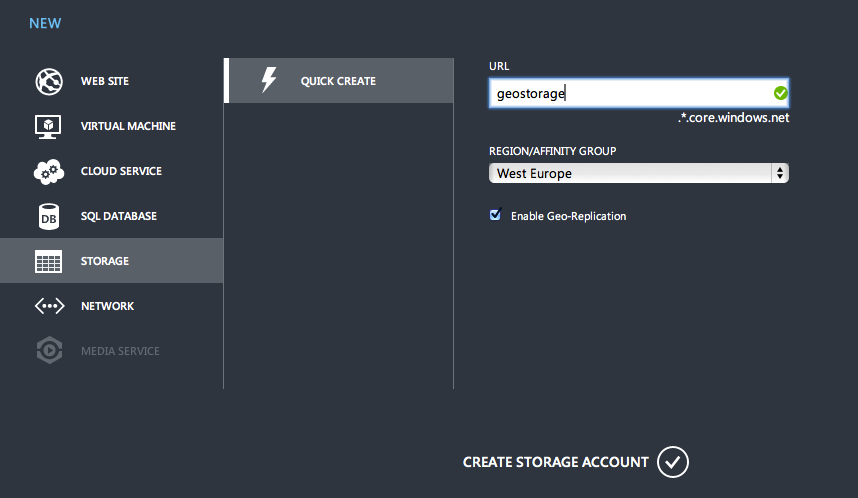 NEW
WEB SITE
VIRTUAL MACHINE
CLOUD SERVICE
DB
SQL DATABASE
STORAGE
NETWORK
MEDIA SERVICE
QUICK CREATE
URL
geostorage
.*.core.windows.net
REGION/AFFINITY GROUP
West Europe
Enable Geo-Replication
CREATE STORAGE ACCOUNT